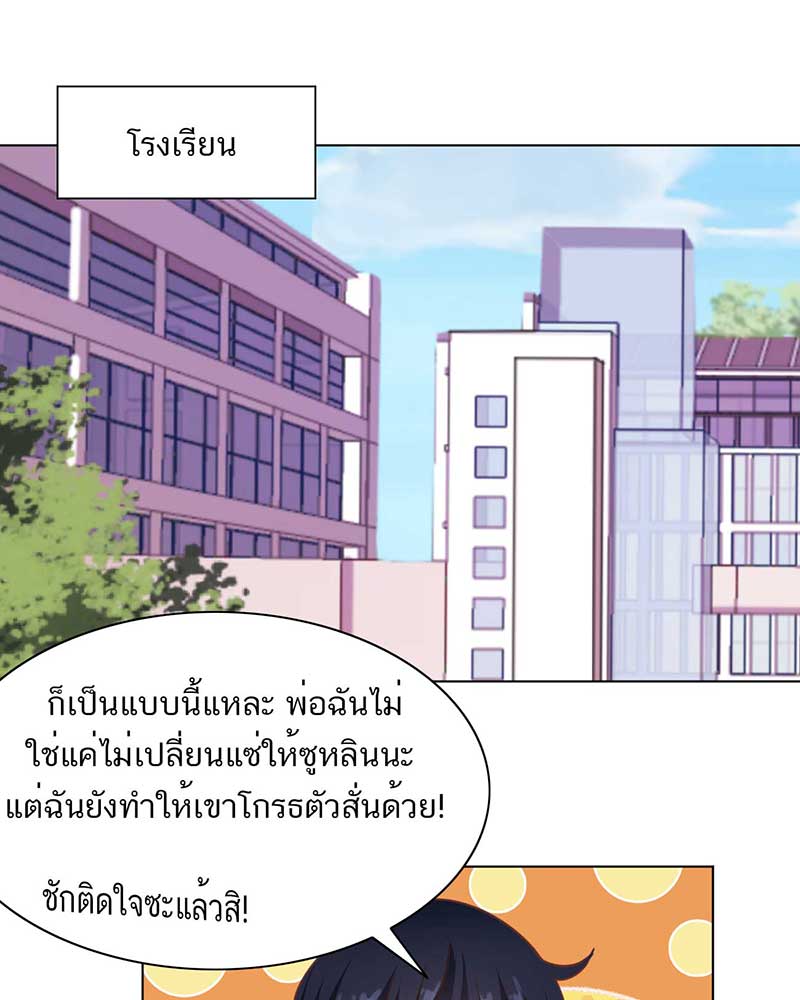 โรงเรียน
ก็เป็นแบบนี้แหละ พ่อฉันไม่
ใช่แค่ไม่เปลี่ยนแซ่ให้ซูหลินนะ
แต่ฉันยังทำให้เขาโกรธตัวสั่นด้วย!
ชักติดใจซะแล้วสิ!